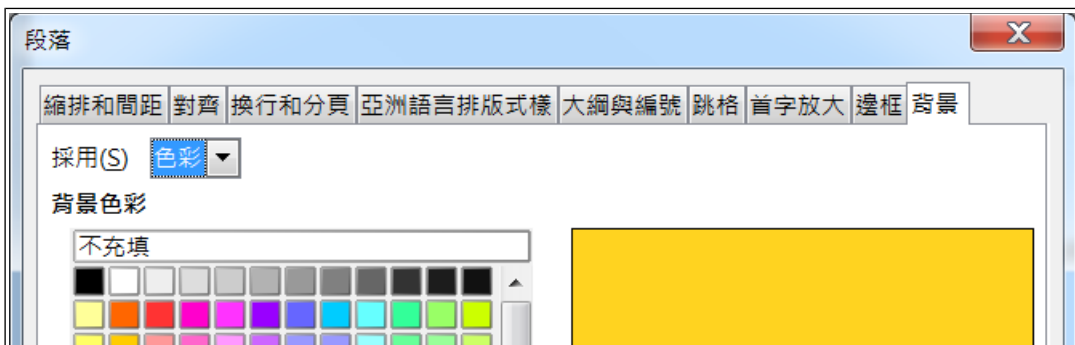 段落
縮排和間距 對齊 換行和分頁 亞洲語言排版式樣 大綱與編號 跳格 首字放大 邊框 背景
採用(S) 色彩
背景色彩
不充填